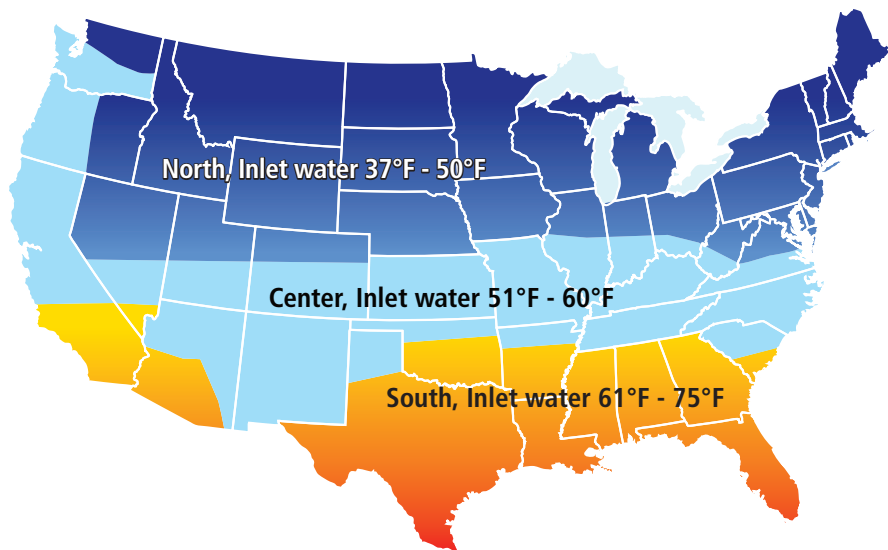 North, Inlet water 37°F - 50°F
Center, Inlet water 51°F - 60°F
South, Inlet water 61°F - 75°F